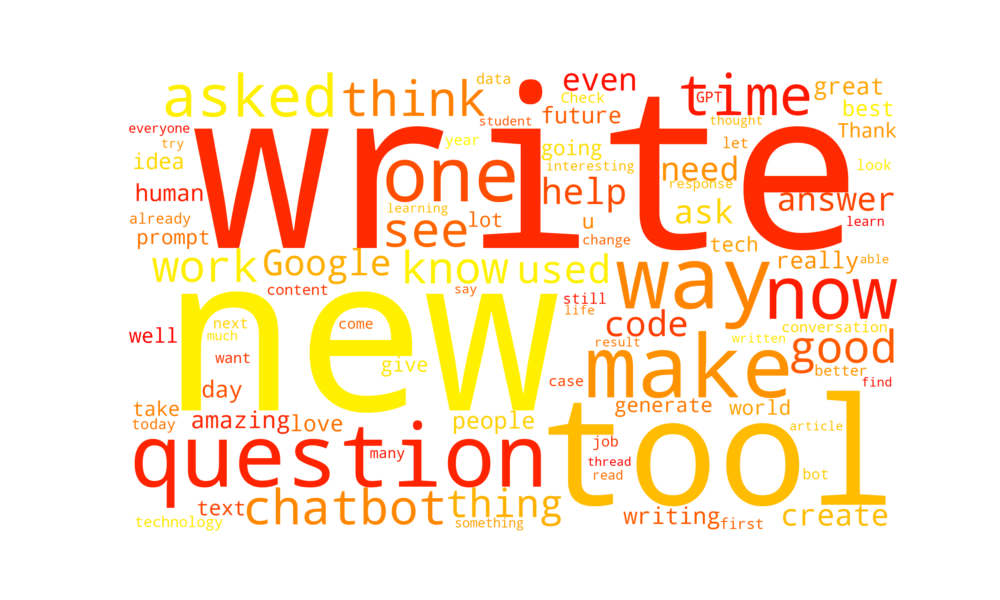 asked
think
data
even
Check
time
GPT
great
best
student
future
thought
Thank
everyone
try
idea
write
year
going
interesting
let
look
human
one
help
need
response
answer
already
prompt
learning
see
lot
u
change
ask
tech
learn
work
Google
know
used
way
really
able
content
say
still
life
now
new
next
much
well
want
come
code
result
conversation
written
good
give
make
better
find
day
case
take
today
amazing
love
people
generate
world
tool
article
question
many
job
thread
read
bot
text
chatbot
thing
something
technology
writing
first
create